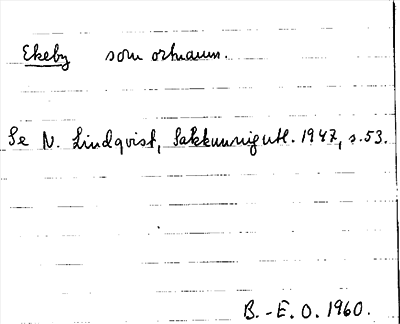 Ekeby som ortnamn.
Se N. Lindqvist, Sakkunnigutl. 1947, s. 53.
B.-E. O. 1960.